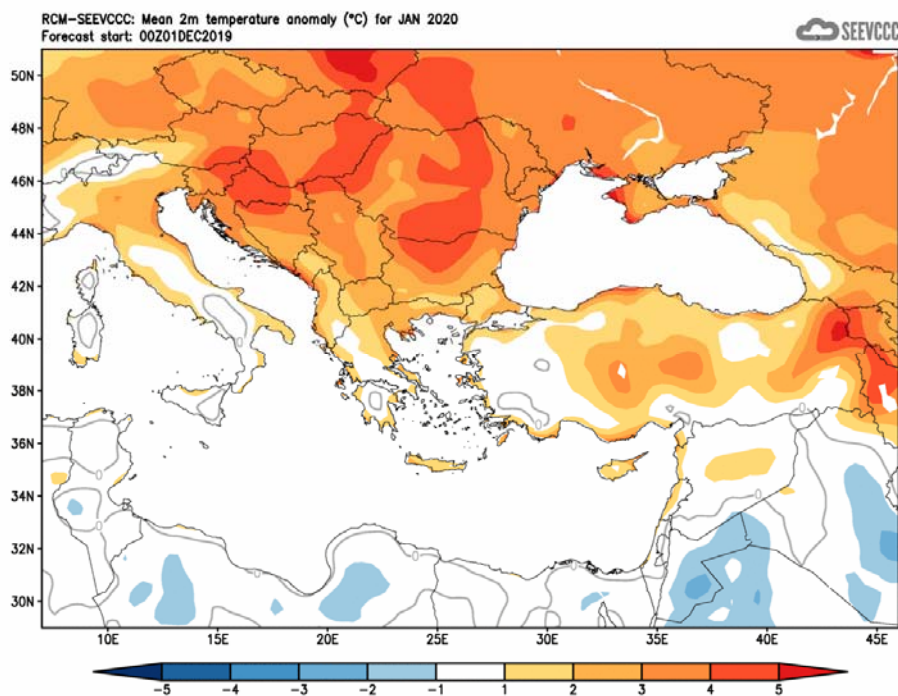 RCM-SEEVCCC: Mean 2m temperature anomaly (°C) for JAN 2020
Forecast start: 00Z01DEC2019
SEEVCCC
50N
48N
46N
44N
42N
40N
38N
36N
34N
32N
30N
10E 15E 20E 25E 30E 35E 40E 45E
-5 -4 -3 -2 -1 1 2 3 4 5